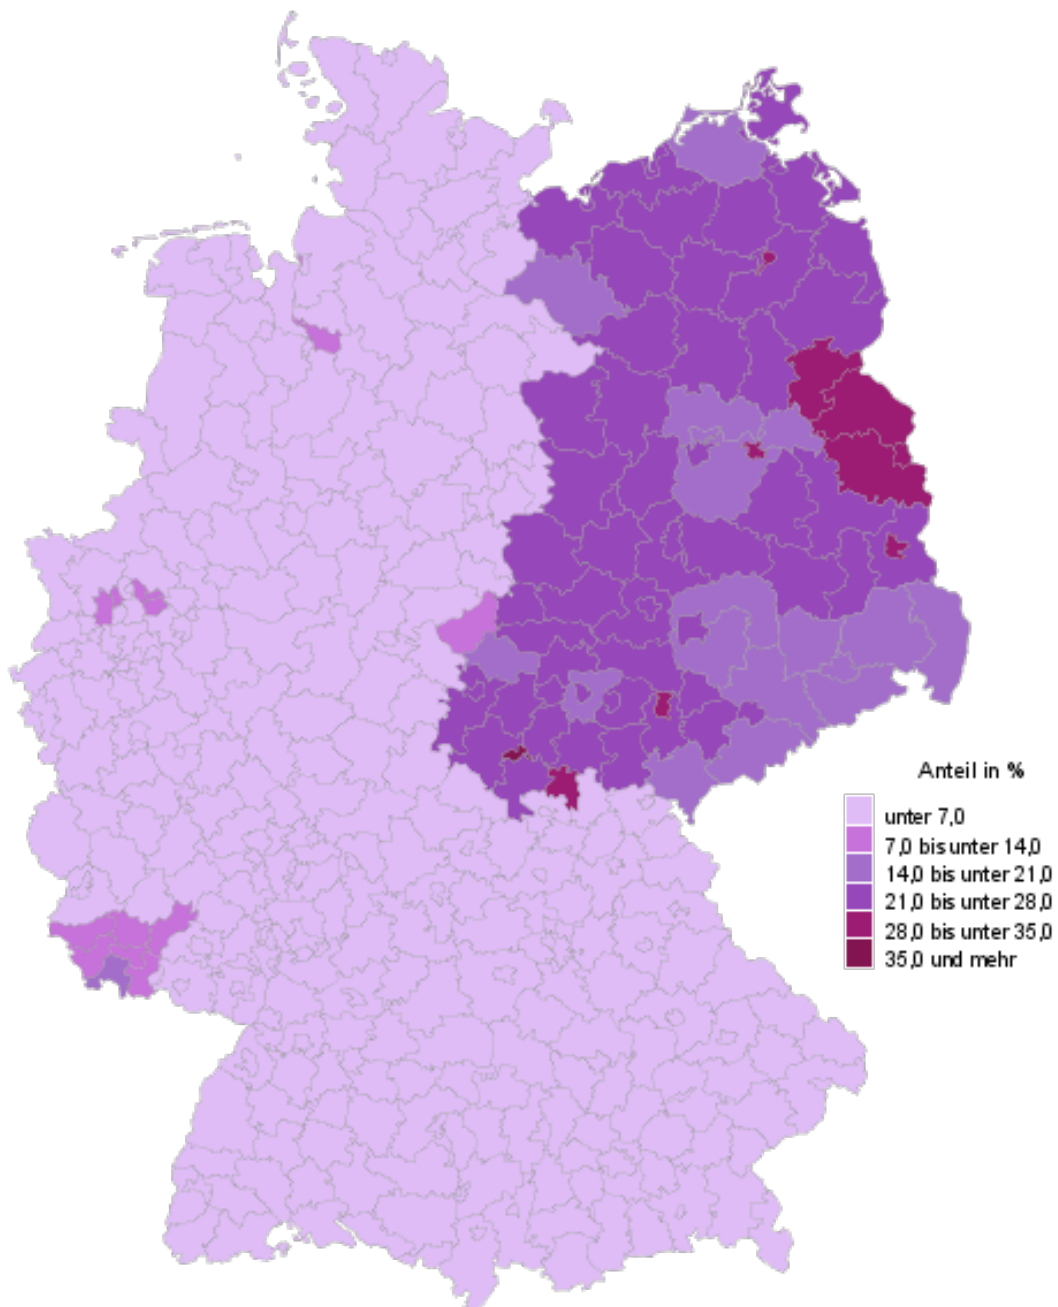 Anteil in %
unter 7,0
7,0 bis unter 14,0
14,0 bis unter 21,0
21,0 bis unter 28,0
28,0 bis unter 35,0
35,0 und mehr